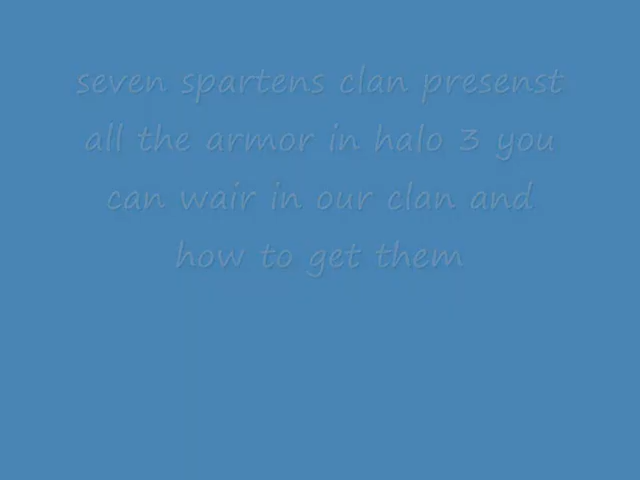 seven spartens clan presenst
all the armor in halo 3 you
can wair in our clan and
how to get them